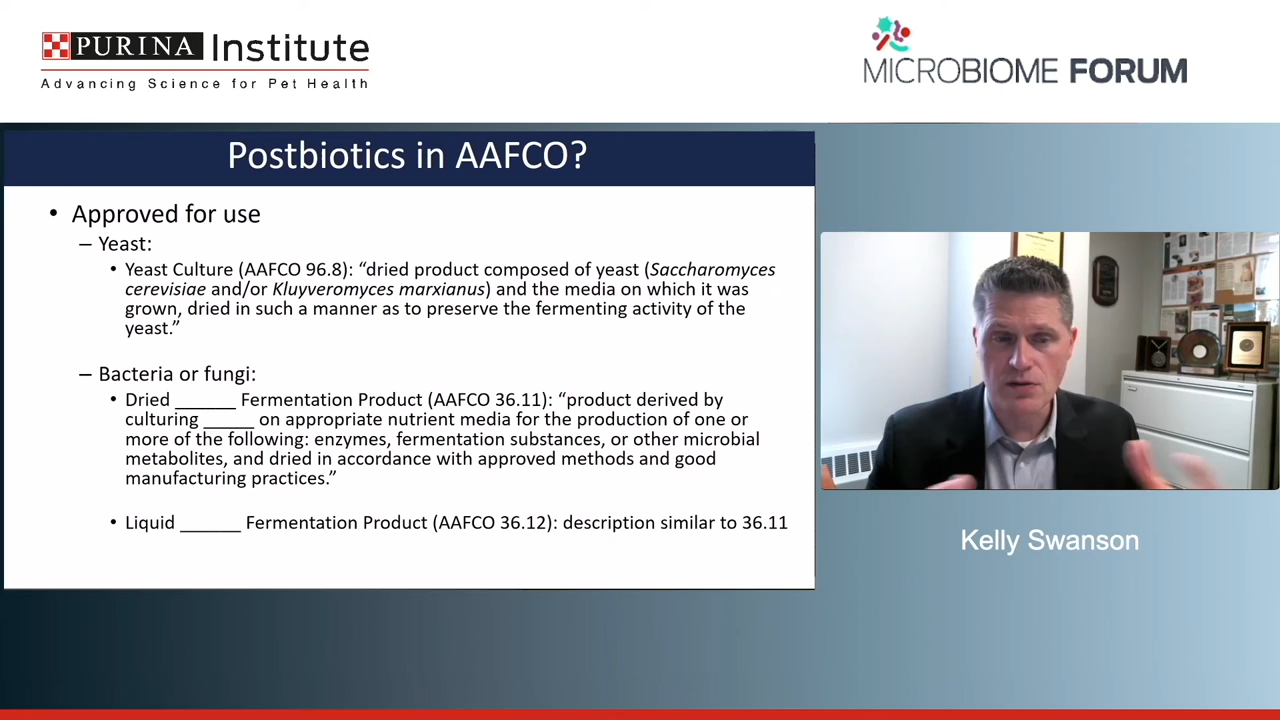 PURINA Institute
Advancing Science for Pet Health
MICROBIOME FORUM
Postbiotics in AAFCO?
• Approved for use
– Yeast:
• Yeast Culture (AAFCO 96.8): “dried product composed of yeast (Saccharomyces
cerevisiae and/or Kluyveromyces marxianus) and the media on which it was
grown, dried in such a manner as to preserve the fermenting activity of the
yeast.”
– Bacteria or fungi:
• Dried ______ Fermentation Product (AAFCO 36.11): “product derived by
culturing _____ on appropriate nutrient media for the production of one or
more of the following: enzymes, fermentation substances, or other microbial
metabolites, and dried in accordance with approved methods and good
manufacturing practices.”
• Liquid ______ Fermentation Product (AAFCO 36.12): description similar to 36.11
Kelly Swanson